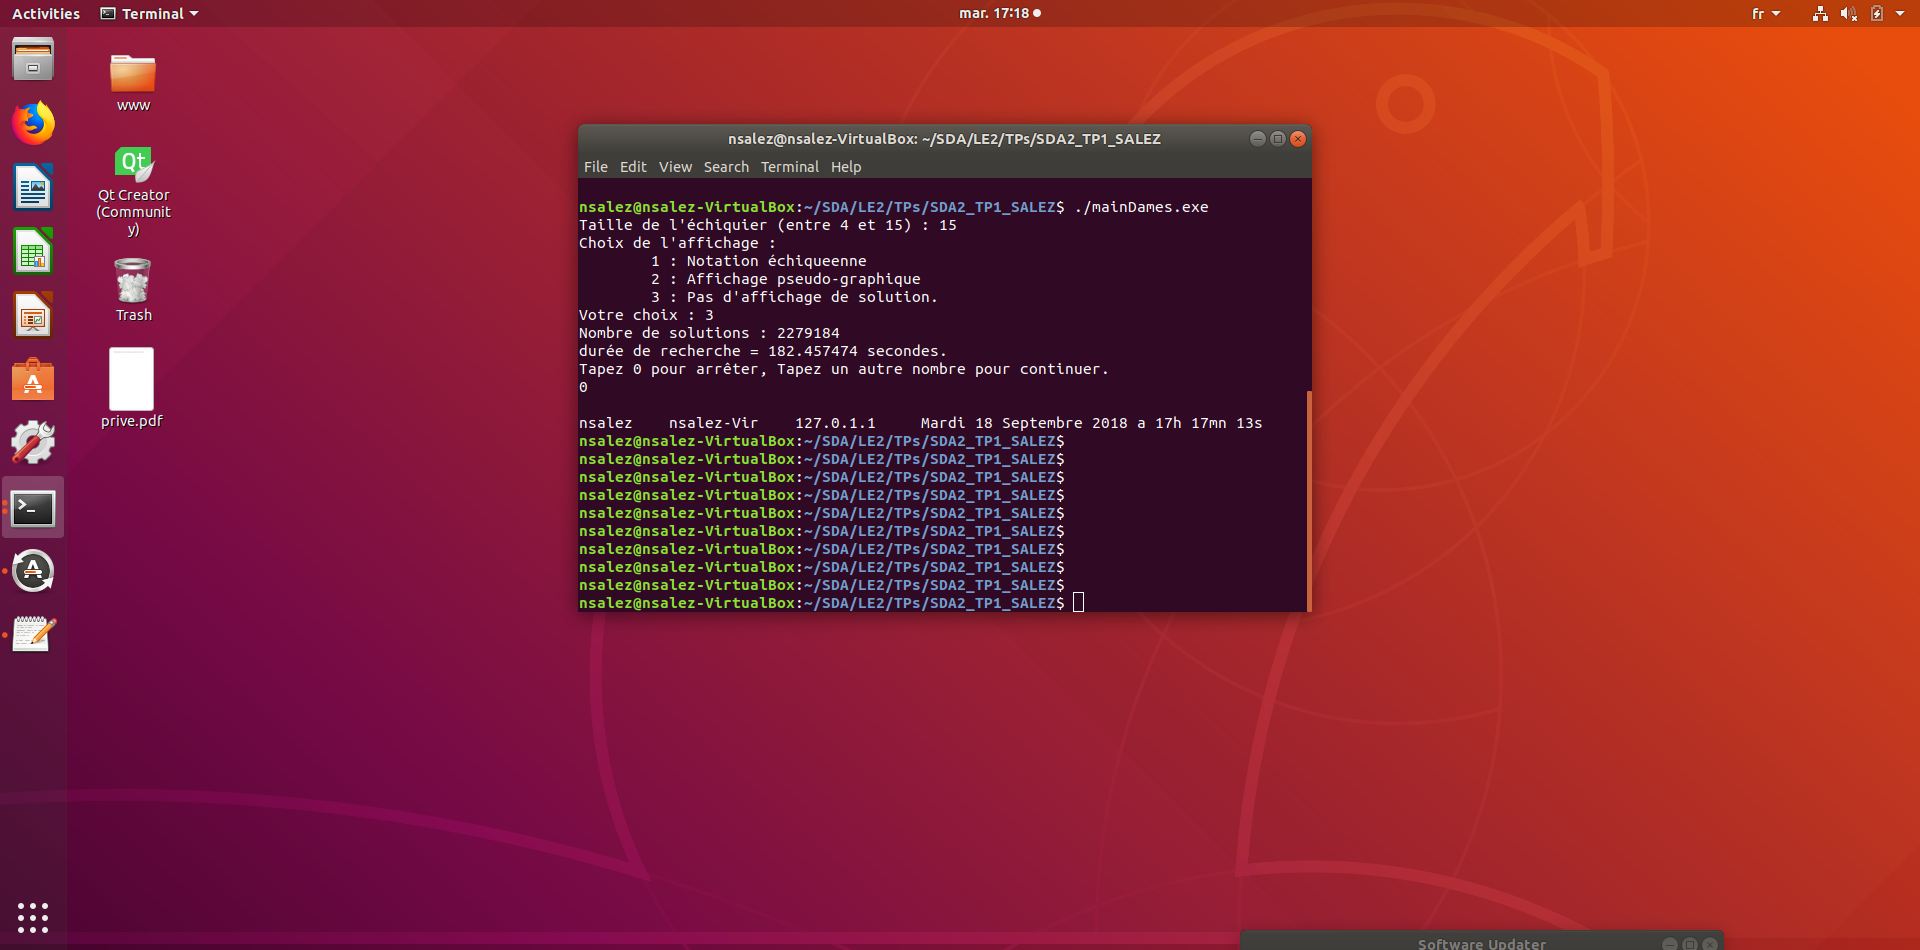 Activities
Terminal
mar. 17:18
fr
www
Qt
Qt Creator
(Communit
y)
Trash
prive.pdf
nsalez@nsalez-VirtualBox: ~/SDA/LE2/TPs/SDA2_TP1_SALEZ
File Edit View Search Terminal Help
nsalez@nsalez-VirtualBox:~/SDA/LE2/TPs/SDA2_TP1_SALEZ$ ./mainDames.exe
Taille de l'échiquier (entre 4 et 15) : 15
Choix de l'affichage :
1 : Notation échiqueenne
2 : Affichage pseudo-graphique
3 : Pas d'affichage de solution.
Votre choix : 3
Nombre de solutions : 2279184
durée de recherche = 182.457474 secondes.
Tapez 0 pour arrêter, Tapez un autre nombre pour continuer.
0
nsalez nsalez-Vir 127.0.1.1 Mardi 18 Septembre 2018 a 17h 17mn 13s
nsalez@nsalez-VirtualBox:~/SDA/LE2/TPs/SDA2_TP1_SALEZ$
nsalez@nsalez-VirtualBox:~/SDA/LE2/TPs/SDA2_TP1_SALEZ$
nsalez@nsalez-VirtualBox:~/SDA/LE2/TPs/SDA2_TP1_SALEZ$
nsalez@nsalez-VirtualBox:~/SDA/LE2/TPs/SDA2_TP1_SALEZ$
nsalez@nsalez-VirtualBox:~/SDA/LE2/TPs/SDA2_TP1_SALEZ$
nsalez@nsalez-VirtualBox:~/SDA/LE2/TPs/SDA2_TP1_SALEZ$
nsalez@nsalez-VirtualBox:~/SDA/LE2/TPs/SDA2_TP1_SALEZ$
nsalez@nsalez-VirtualBox:~/SDA/LE2/TPs/SDA2_TP1_SALEZ$
nsalez@nsalez-VirtualBox:~/SDA/LE2/TPs/SDA2_TP1_SALEZ$
nsalez@nsalez-VirtualBox:~/SDA/LE2/TPs/SDA2_TP1_SALEZ$
Software Updater